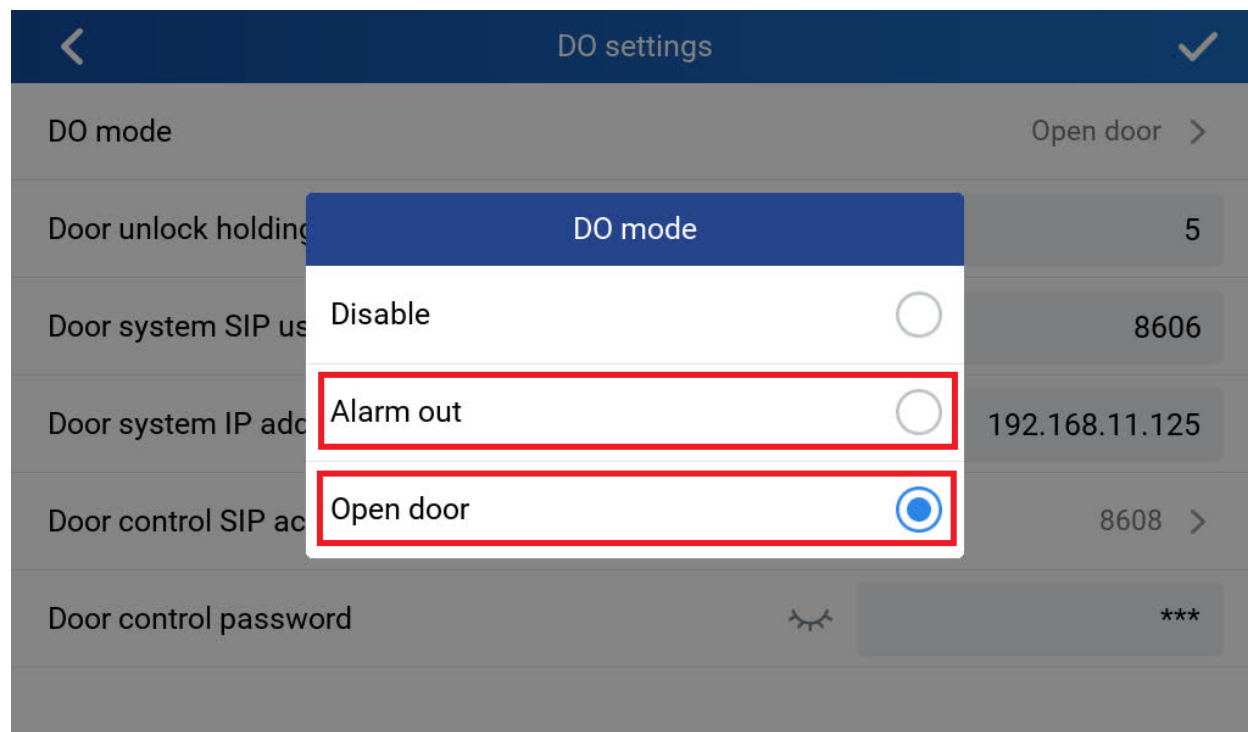 DO settings
DO mode
Open door
Door unlock holding
5
DO mode
Disable
Door system SIP us
8606
Alarm out
Door system IP add
192.168.11.125
Open door
Door control SIP ac
8608
Door control password
***